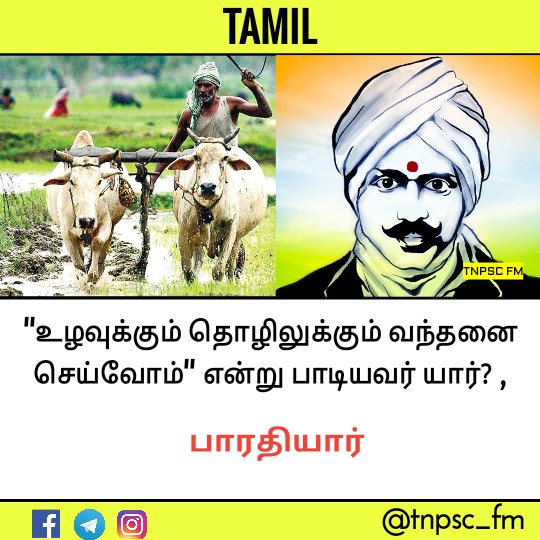 TAMIL
TNPSC FM
"உழவுக்கும் தொழிலுக்கும் வந்தனை
செய்வோம்" என்று பாடியவர் யார்? ,
பாரதியார்
@tnpsc_fm